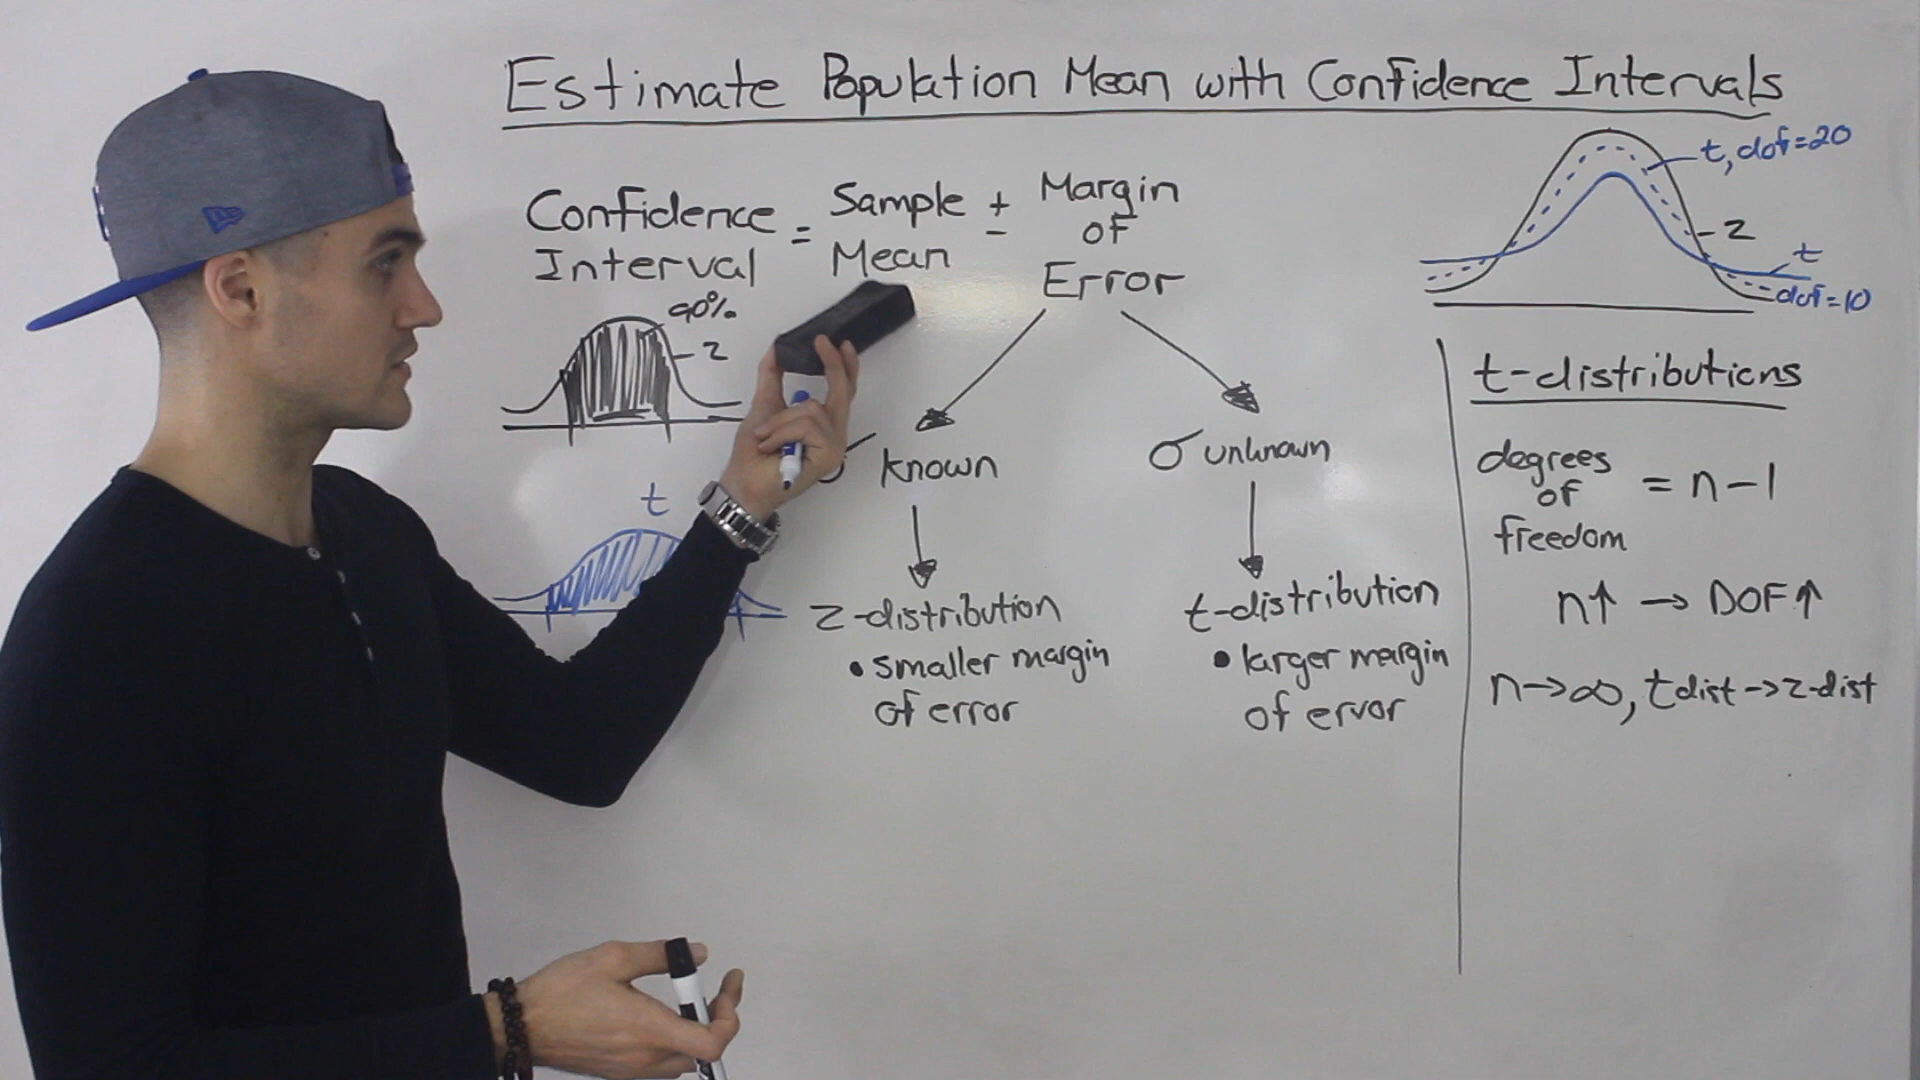 Estimate Population Mean with Confidence Intervals
Confidence Interval = Sample Mean ± Margin of Error
90%
z
t
σ known
z-distribution
• smaller margin
of error
σ unknown
t-distribution
• larger margin
of error
t, dof=20
z
t
dof=10
t-distributions
degrees of freedom = n-1
n↑ → DOF↑
n→∞, t dist → z-dist